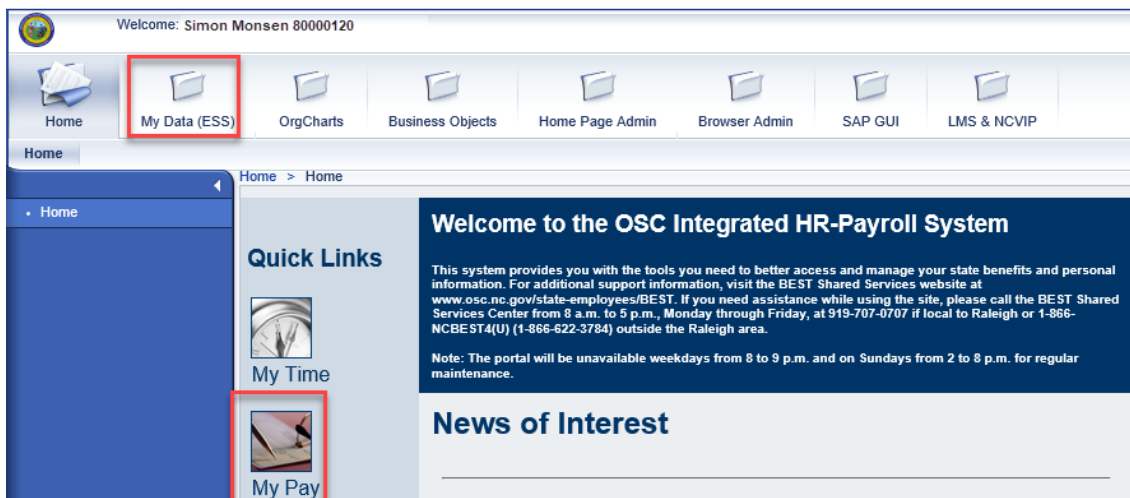 Welcome: Simon Monsen 80000120
Home
My Data (ESS)
OrgCharts
Business Objects
Home Page Admin
Browser Admin
SAP GUI
LMS & NCVIP
Home
Home > Home
• Home
Quick Links
My Time
My Pay
Welcome to the OSC Integrated HR-Payroll System
This system provides you with the tools you need to better access and manage your state benefits and personal
information. For additional support information, visit the BEST Shared Services website at
www.osc.nc.gov/state-employees/BEST. If you need assistance while using the site, please call the BEST Shared
Services Center from 8 a.m. to 5 p.m., Monday through Friday, at 919-707-0707 if local to Raleigh or 1-866-
NCBEST4(U) (1-866-622-3784) outside the Raleigh area.
Note: The portal will be unavailable weekdays from 8 to 9 p.m. and on Sundays from 2 to 8 p.m. for regular
maintenance.
News of Interest